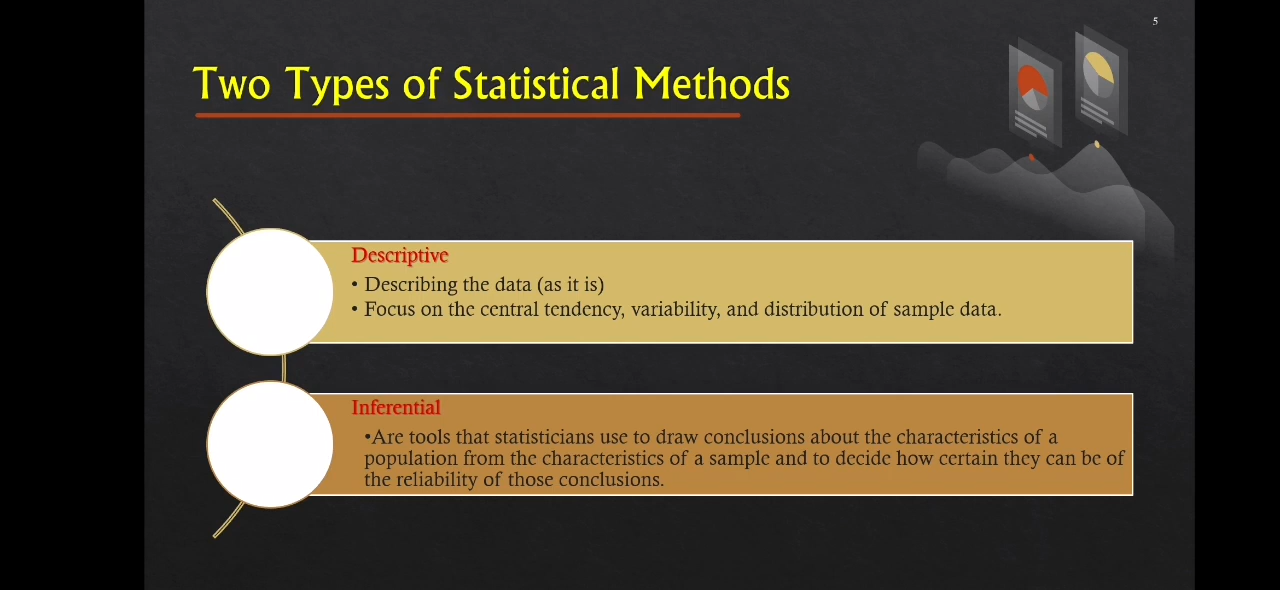 5
Two Types of Statistical Methods
Descriptive
• Describing the data (as it is)
• Focus on the central tendency, variability, and distribution of sample data.
Inferential
•Are tools that statisticians use to draw conclusions about the characteristics of a
population from the characteristics of a sample and to decide how certain they can be of
the reliability of those conclusions.